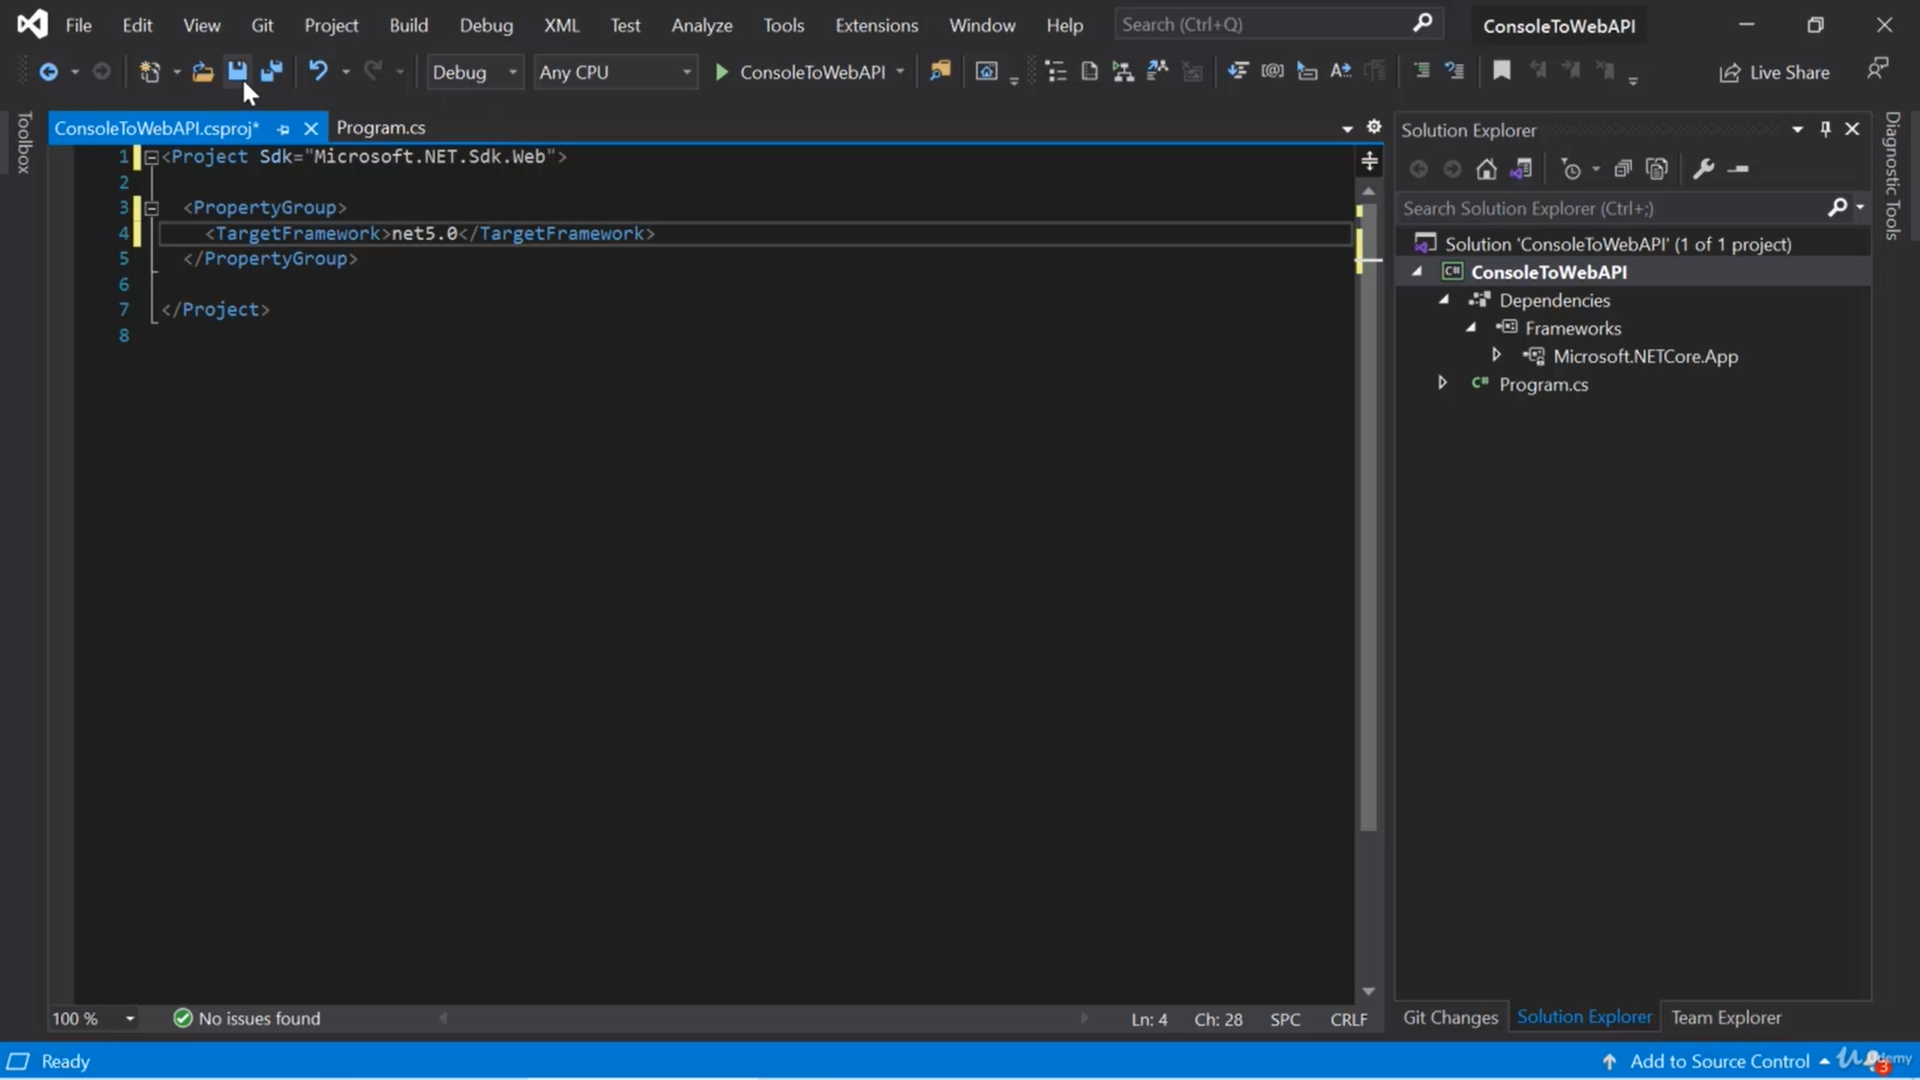 File Edit View Git Project Build Debug XML Test Analyze Tools Extensions Window Help Search (Ctrl+Q) ConsoleToWebAPI
Debug Any CPU ConsoleToWebAPI Live Share
Toolbox
ConsoleToWebAPI.csproj* Program.cs
1 <Project Sdk="Microsoft.NET.Sdk.Web">
2
3 <PropertyGroup>
4 <TargetFramework>net5.0</TargetFramework>
5 </PropertyGroup>
6
7 </Project>
8
100 % No issues found Ln: 4 Ch: 28 SPC CRLF
Solution Explorer
Search Solution Explorer (Ctrl+;)
Solution 'ConsoleToWebAPI' (1 of 1 project)
C# ConsoleToWebAPI
Dependencies
Frameworks
Microsoft.NETCore.App
C# Program.cs
Git Changes Solution Explorer Team Explorer
Diagnostic Tools
Ready Add to Source Control 3
Udemy